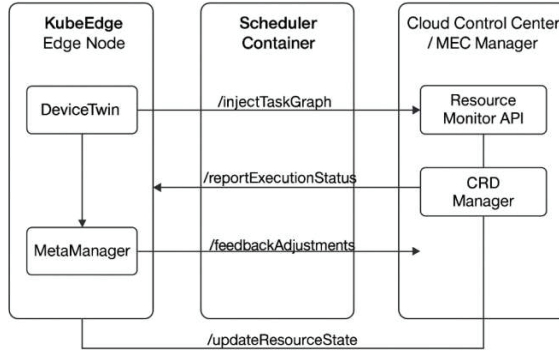 KubeEdge
Edge Node
Scheduler
Container
Cloud Control Center
/ MEC Manager
DeviceTwin
/injectTaskGraph
Resource
Monitor API
/reportExecutionStatus
CRD
Manager
MetaManager
/feedbackAdjustments
/updateResourceState